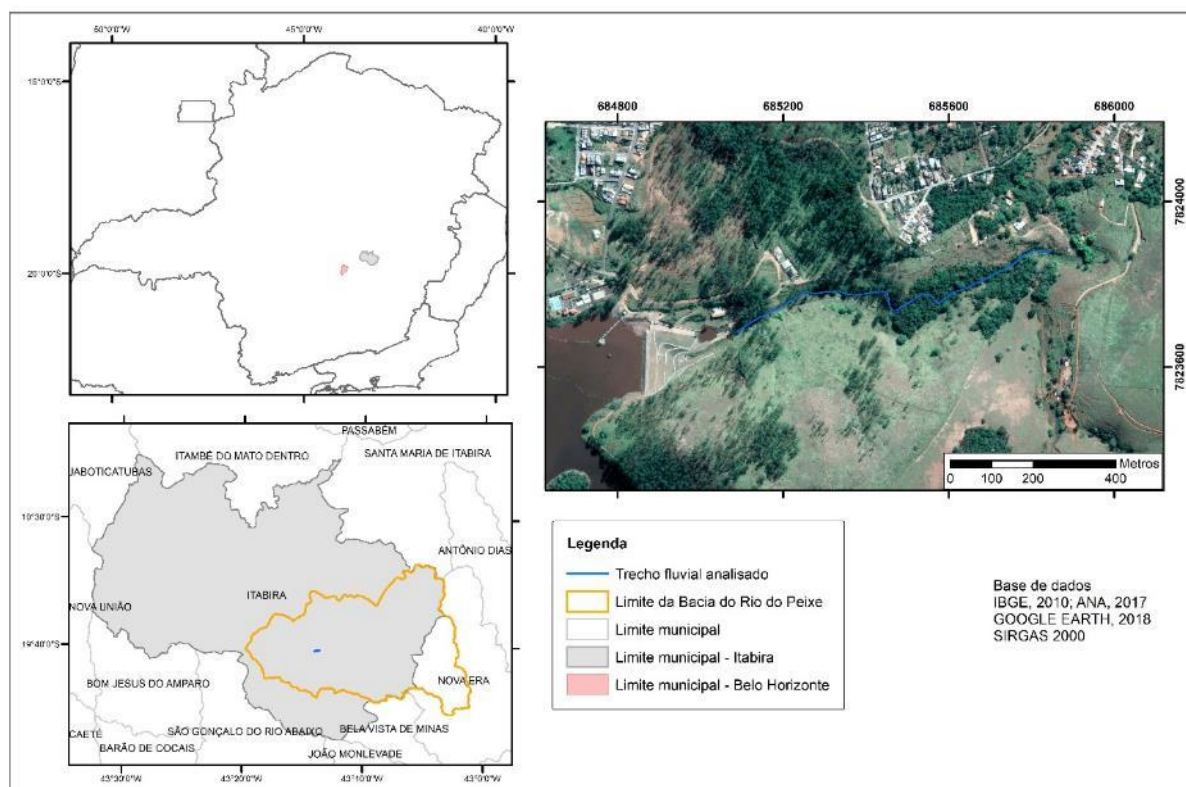 50°0'0"W
45°0'0"W
40°0'0"W
15°0'0"S
20°0'0"S
684800
685200
685600
686000
7824000
7823600
Metros
0 100 200 400
PASSABÉM
ITAMBÉ DO MATO DENTRO
SANTA MARIA DE ITABIRA
JABOTICATUBAS
19°30'0"S
ANTÔNIO DIAS
NOVA UNIÃO
ITABIRA
19°40'0"S
BOM JESUS DO AMPARO
NOVA ERA
CAETÉ
SÃO GONÇALO DO RIO ABAIXO
BELA VISTA DE MINAS
BARÃO DE COCAIS
JOÃO MONLEVADE
43°30'0"W
43°20'0"W
43°10'0"W
43°0'0"W
Legenda
Trecho fluvial analisado
Limite da Bacia do Rio do Peixe
Limite municipal
Limite municipal - Itabira
Limite municipal - Belo Horizonte
Base de dados
IBGE, 2010; ANA, 2017
GOOGLE EARTH, 2018
SIRGAS 2000